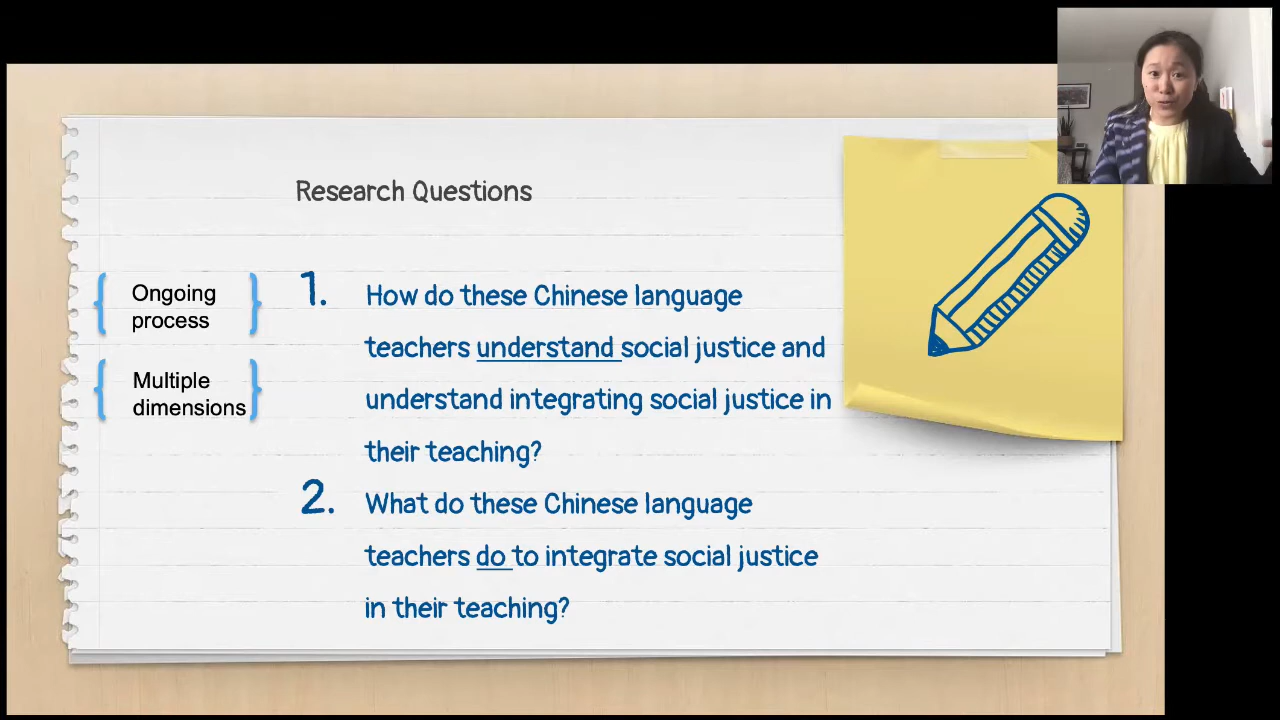 Research Questions
Ongoing
process
Multiple
dimensions
1. How do these Chinese language
teachers understand social justice and
understand integrating social justice in
their teaching?
2. What do these Chinese language
teachers do to integrate social justice
in their teaching?